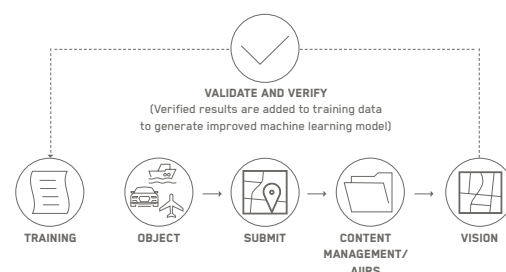 VALIDATE AND VERIFY
(Verified results are added to training data
to generate improved machine learning model)
TRAINING
OBJECT
SUBMIT
CONTENT
MANAGEMENT/
AIIPS
VISION